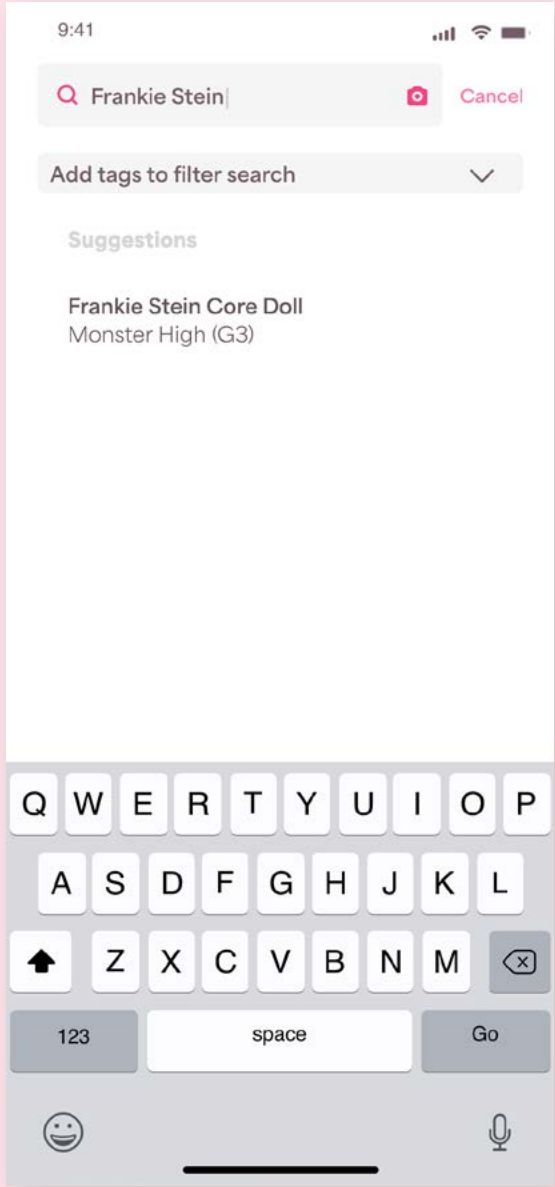 9:41
Frankie Stein
Cancel
Add tags to filter search
Suggestions
Frankie Stein Core Doll
Monster High (G3)
Q W E R T Y U I O P
A S D F G H J K L
Z X C V B N M
123 space Go